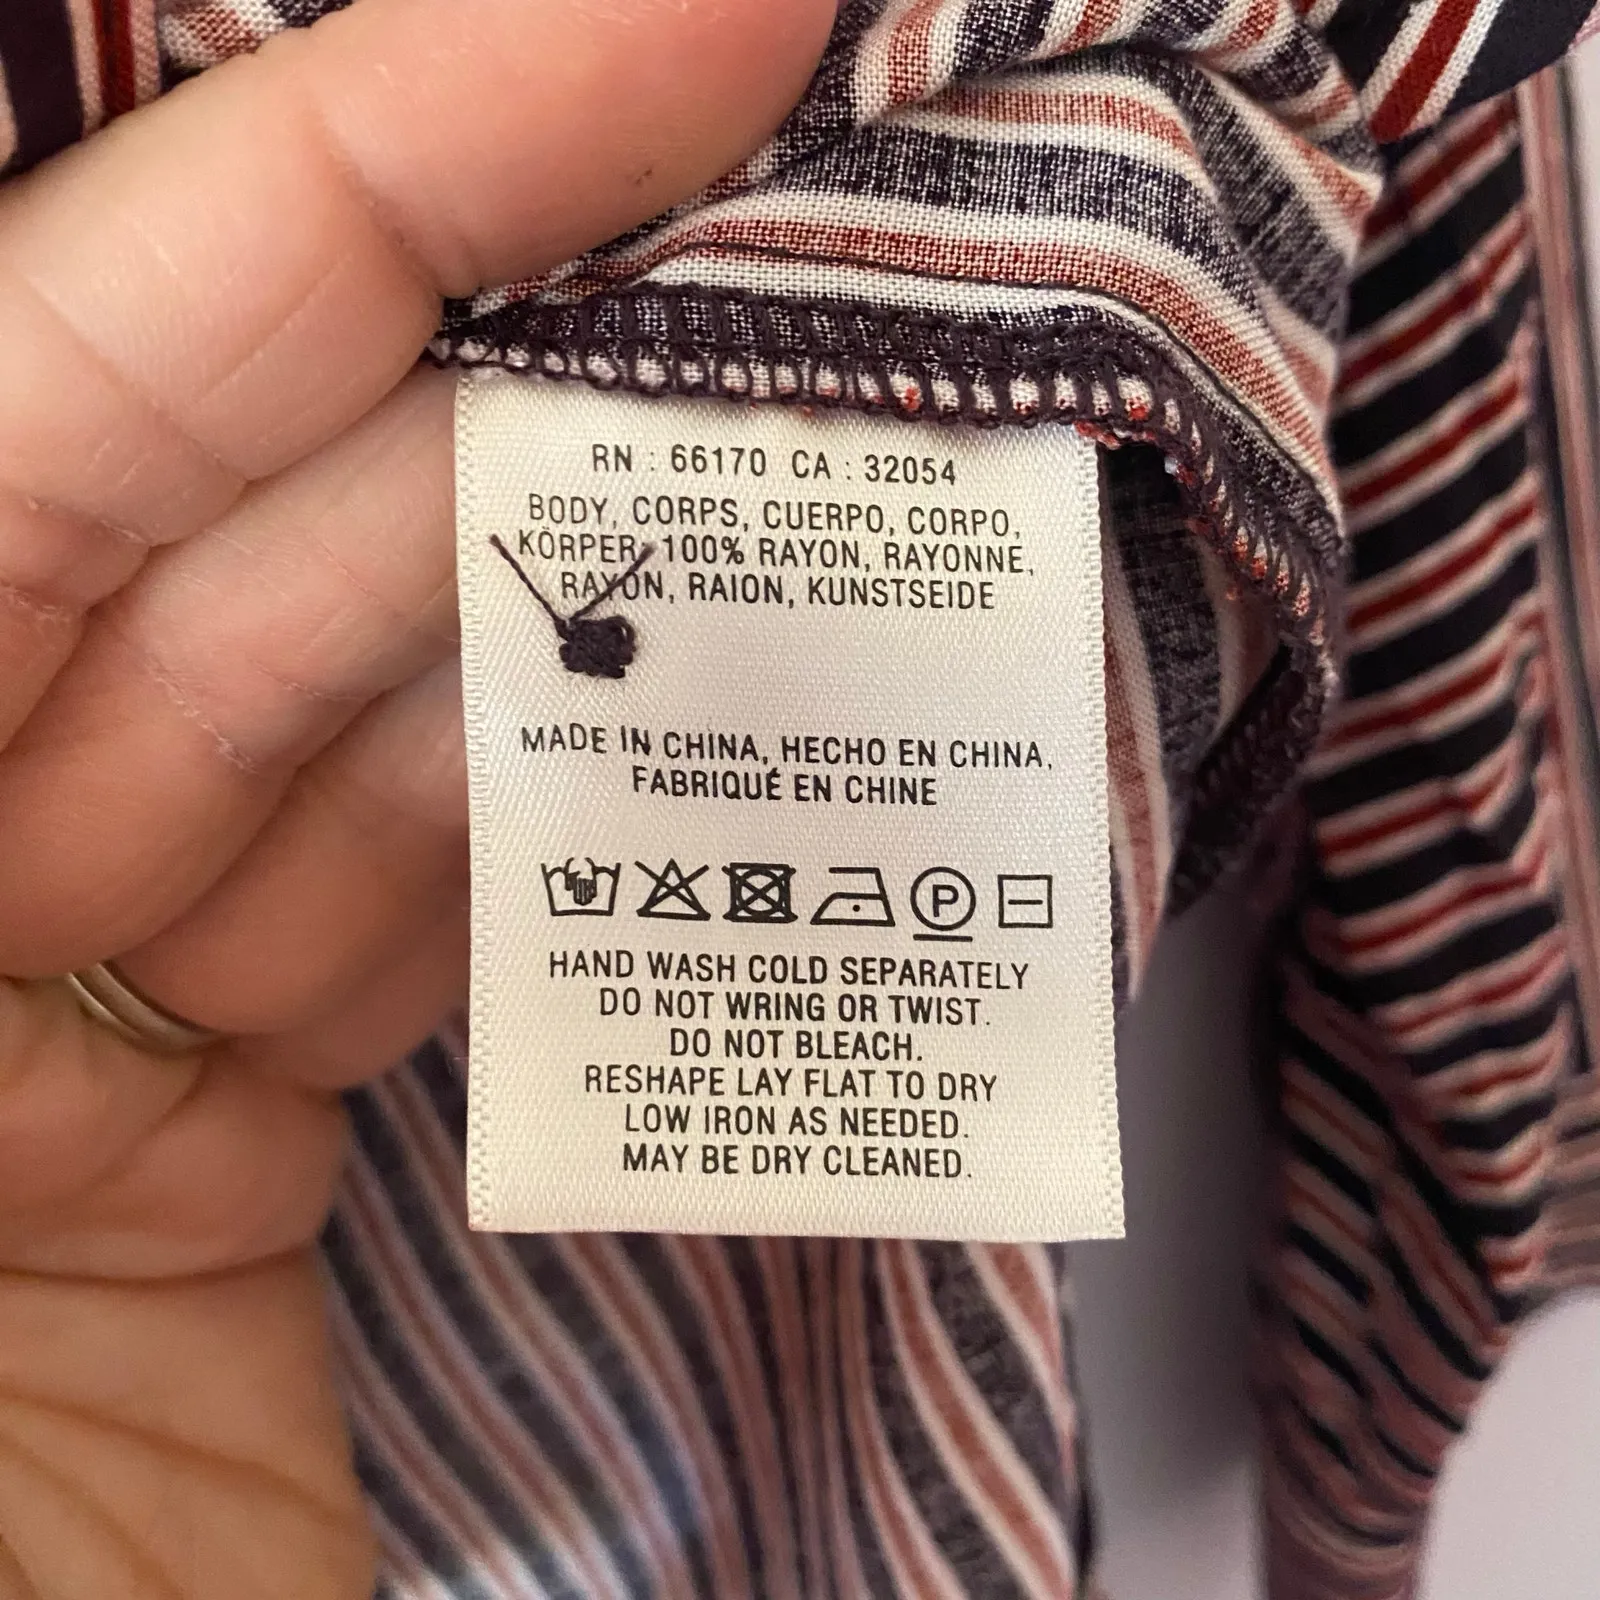 RN : 66170 CA : 32054
BODY, CORPS, CUERPO, CORPO,
KÖRPER: 100% RAYON, RAYONNE,
RAYON, RAION, KUNSTSEIDE
MADE IN CHINA, HECHO EN CHINA,
FABRIQUÉ EN CHINE
P
HAND WASH COLD SEPARATELY
DO NOT WRING OR TWIST.
DO NOT BLEACH.
RESHAPE LAY FLAT TO DRY
LOW IRON AS NEEDED.
MAY BE DRY CLEANED.